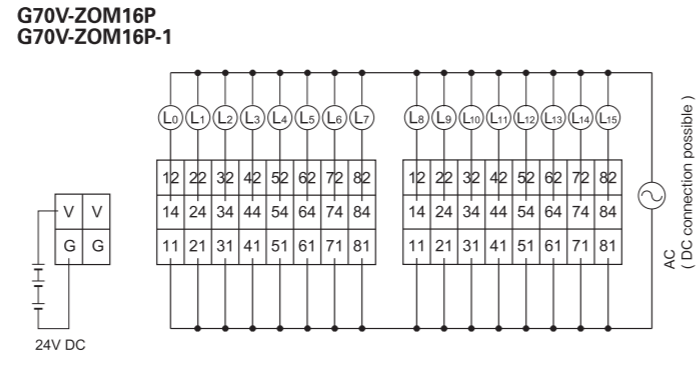 G70V-ZOM16P
G70V-ZOM16P-1
L0 L1 L2 L3 L4 L5 L6 L7 L8 L9 L10 L11 L12 L13 L14 L15
12 22 32 42 52 62 72 82 12 22 32 42 52 62 72 82
V V 14 24 34 44 54 64 74 84 14 24 34 44 54 64 74 84
G G 11 21 31 41 51 61 71 81 11 21 31 41 51 61 71 81
AC
( DC connection possible )
24V DC